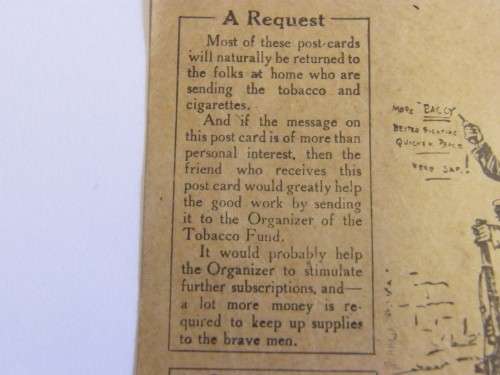 A Request
Most of these post-cards
will naturally be returned to
the folks at home who are
sending the tobacco and
cigarettes.
And if the message on
this post card is of more than
personal interest, then the
friend who receives this
post card would greatly help
the good work by sending
it to the Organizer of the
Tobacco Fund.
It would probably help
the Organizer to stimulate
further subscriptions, and—
a lot more money is re-
quired to keep up supplies
to the brave men.
MORE "BACCY"
BETTER FIGHTING
QUICKER PEACE